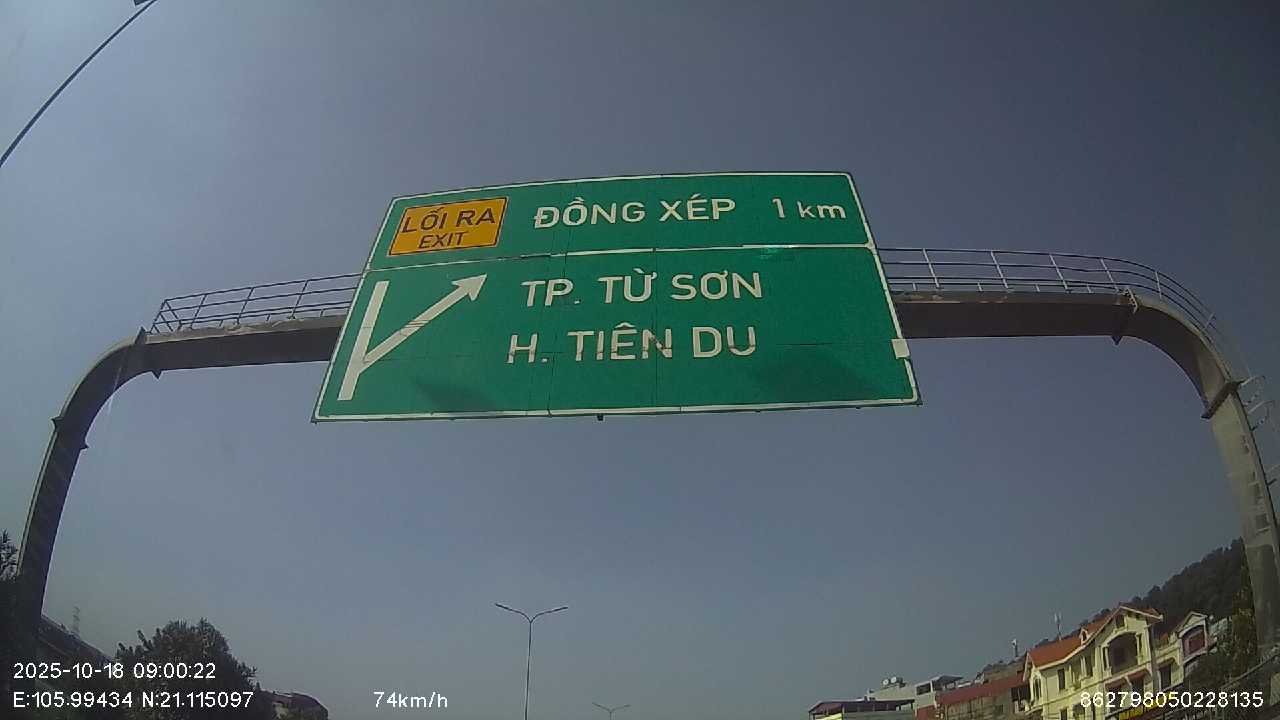 LỐI RA
EXIT
ĐỒNG XÉP 1 km
TP. TỪ SƠN
H. TIÊN DU
2025-10-18 09:00:22
E:105.99434 N:21.115097 74km/h 862798050228135